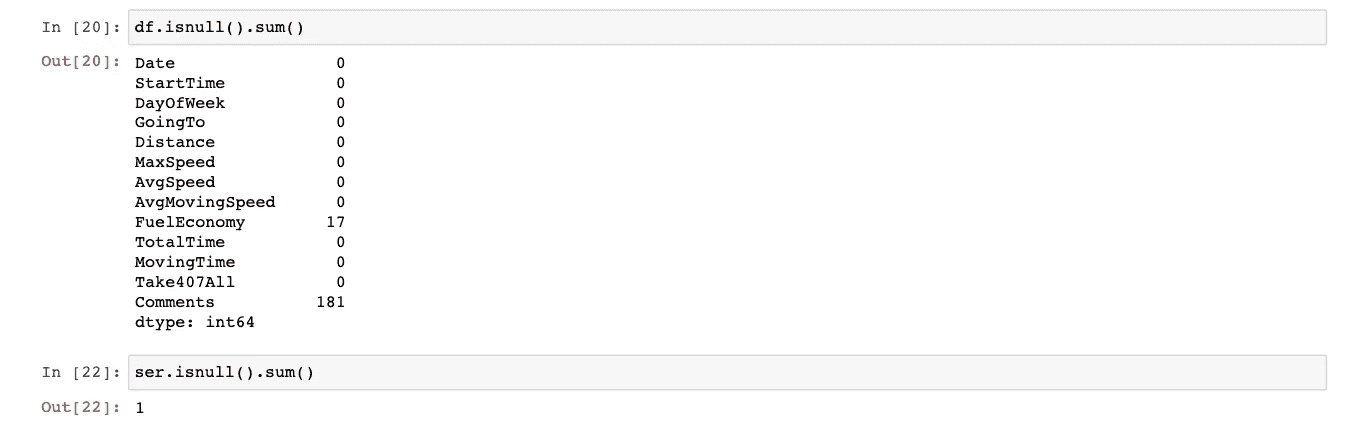 In [20]: df.isnull().sum()
Out[20]: Date 0
StartTime 0
DayOfWeek 0
GoingTo 0
Distance 0
MaxSpeed 0
AvgSpeed 0
AvgMovingSpeed 0
FuelEconomy 17
TotalTime 0
MovingTime 0
Take407All 0
Comments 181
dtype: int64
In [22]: ser.isnull().sum()
Out[22]: 1